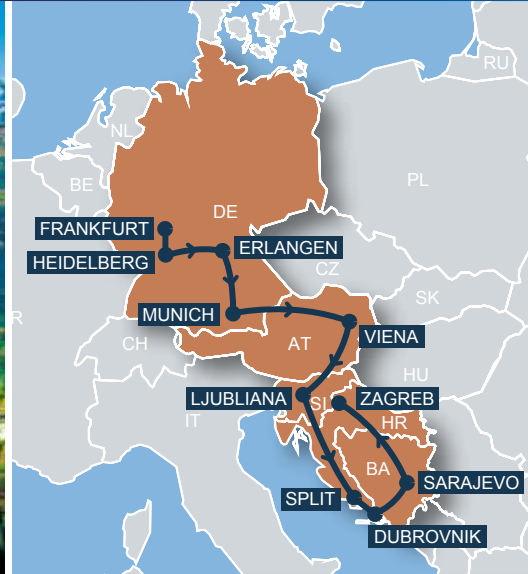 RU
NL
BE
PL
DE
FRANKFURT
ERLANGEN
HEIDELBERG
CZ
SK
MUNICH
VIENA
R
CH
AT
HU
LJUBLIANA
SI
ZAGREB
IT
HR
BA
SARAJEVO
SPLIT
DUBROVNIK